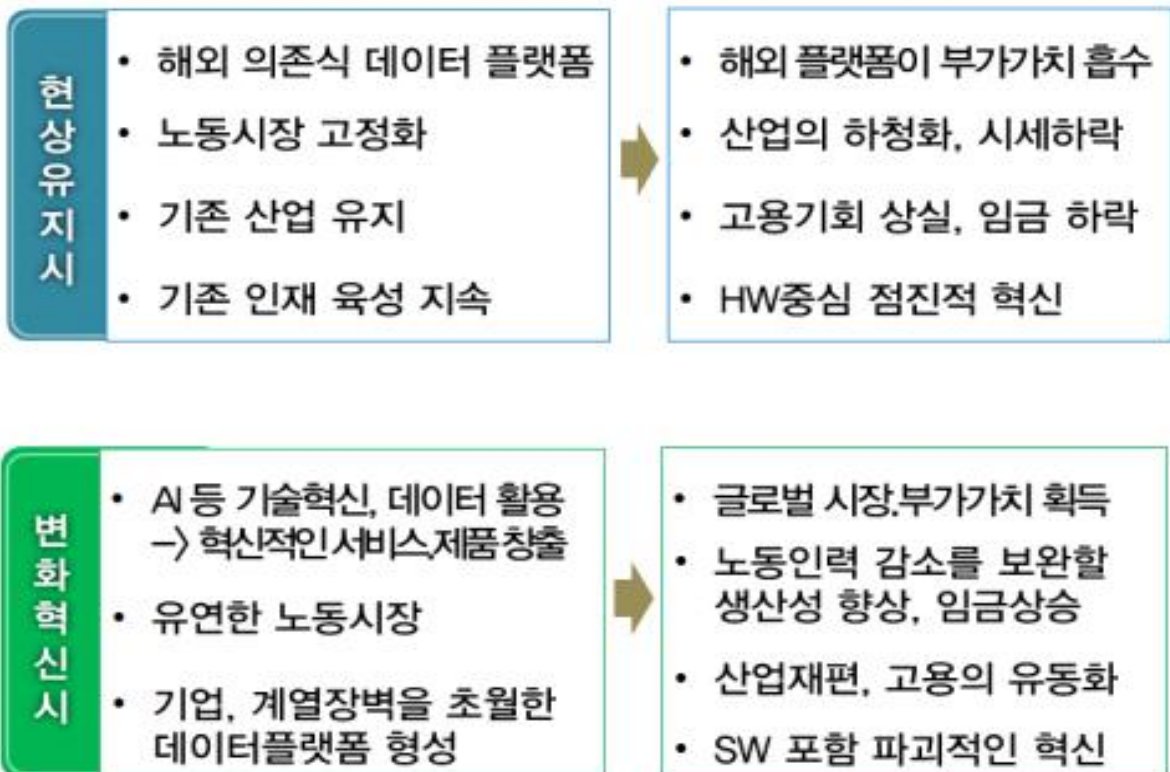 현상유지시
• 해외 의존식 데이터 플랫폼
• 노동시장 고정화
• 기존 산업 유지
• 기존 인재 육성 지속
• 해외 플랫폼이 부가가치 흡수
• 산업의 하청화, 시세하락
• 고용기회 상실, 임금 하락
• HW중심 점진적 혁신
변화혁신시
• AI 등 기술혁신, 데이터 활용
–> 혁신적인 서비스.제품 창출
• 유연한 노동시장
• 기업, 계열장벽을 초월한
데이터플랫폼 형성
• 글로벌 시장.부가가치 획득
• 노동인력 감소를 보완할
생산성 향상, 임금상승
• 산업재편, 고용의 유동화
• SW 포함 파괴적인 혁신